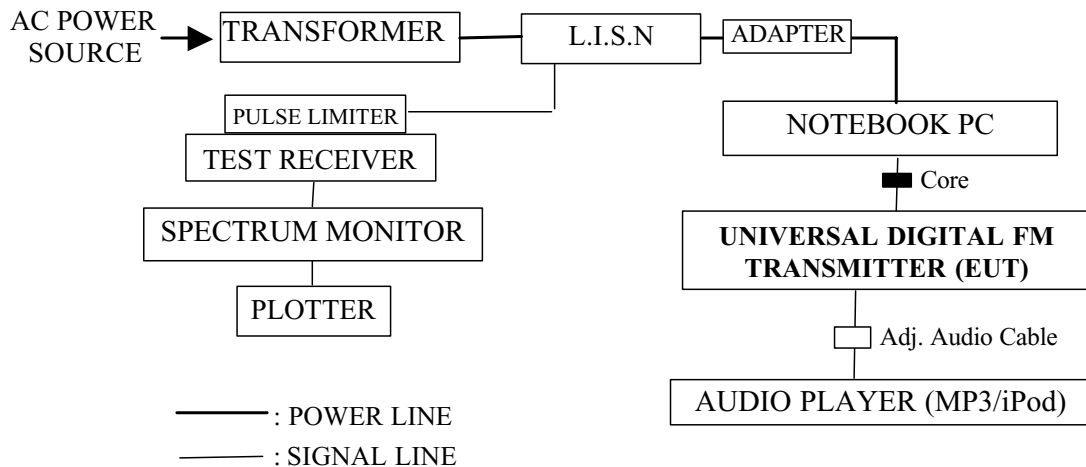 AC POWER
SOURCE
TRANSFORMER
L.I.S.N
ADAPTER
PULSE LIMITER
TEST RECEIVER
SPECTRUM MONITOR
PLOTTER
NOTEBOOK PC
Core
UNIVERSAL DIGITAL FM
TRANSMITTER (EUT)
Adj. Audio Cable
AUDIO PLAYER (MP3/iPod)
: POWER LINE
: SIGNAL LINE